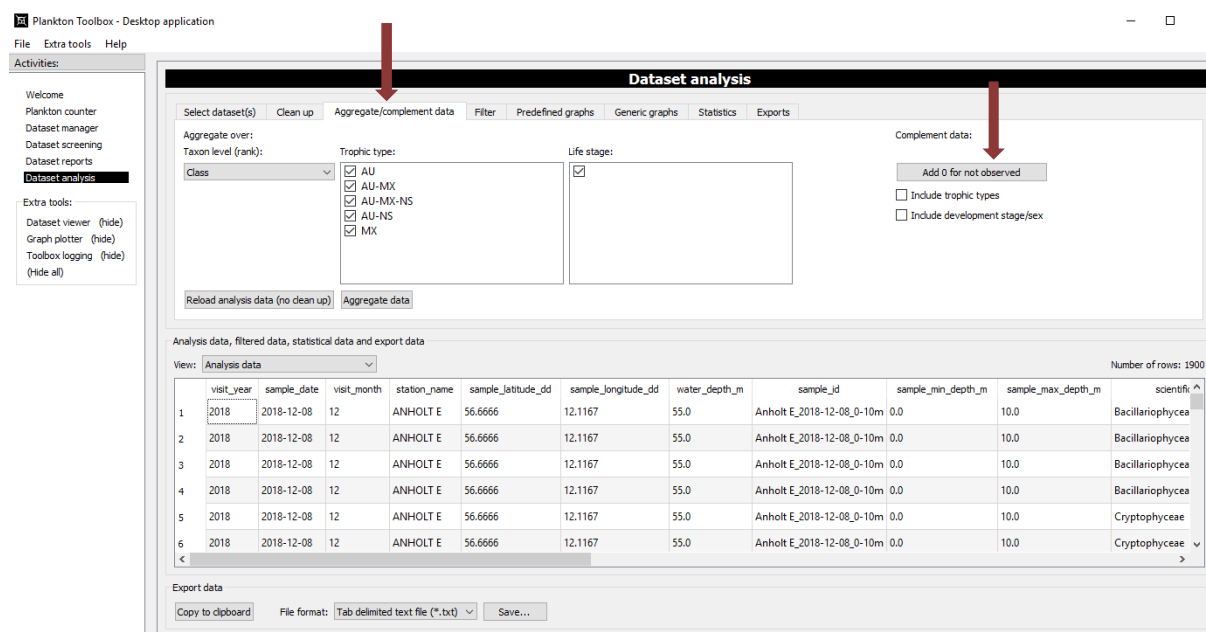 Plankton Toolbox - Desktop application
File Extra tools Help
Activities:
Welcome
Plankton counter
Dataset manager
Dataset screening
Dataset reports
Dataset analysis
Extra tools:
Dataset viewer (hide)
Graph plotter (hide)
Toolbox logging (hide)
(Hide all)
Dataset analysis
Select dataset(s) Clean up Aggregate/complement data Filter Predefined graphs Generic graphs Statistics Exports
Aggregate over:
Taxon level (rank): Trophic type: Life stage:
Class
AU
AU-MX
AU-MX-NS
AU-NS
MX
Complement data:
Add 0 for not observed
Include trophic types
Include development stage/sex
Reload analysis data (no clean up) Aggregate data
Analysis data, filtered data, statistical data and export data
View: Analysis data Number of rows: 1900
visit_year sample_date visit_month station_name sample_latitude_dd sample_longitude_dd water_depth_m sample_id sample_min_depth_m sample_max_depth_m scientific
1 2018 2018-12-08 12 ANHOLT E 56.6666 12.1167 55.0 Anholt E_2018-12-08_0-10m 0.0 10.0 Bacillariophycea
2 2018 2018-12-08 12 ANHOLT E 56.6666 12.1167 55.0 Anholt E_2018-12-08_0-10m 0.0 10.0 Bacillariophycea
3 2018 2018-12-08 12 ANHOLT E 56.6666 12.1167 55.0 Anholt E_2018-12-08_0-10m 0.0 10.0 Bacillariophycea
4 2018 2018-12-08 12 ANHOLT E 56.6666 12.1167 55.0 Anholt E_2018-12-08_0-10m 0.0 10.0 Bacillariophycea
5 2018 2018-12-08 12 ANHOLT E 56.6666 12.1167 55.0 Anholt E_2018-12-08_0-10m 0.0 10.0 Cryptophyceae
6 2018 2018-12-08 12 ANHOLT E 56.6666 12.1167 55.0 Anholt E_2018-12-08_0-10m 0.0 10.0 Cryptophyceae
Export data
Copy to clipboard File format: Tab delimited text file (*.txt) Save...